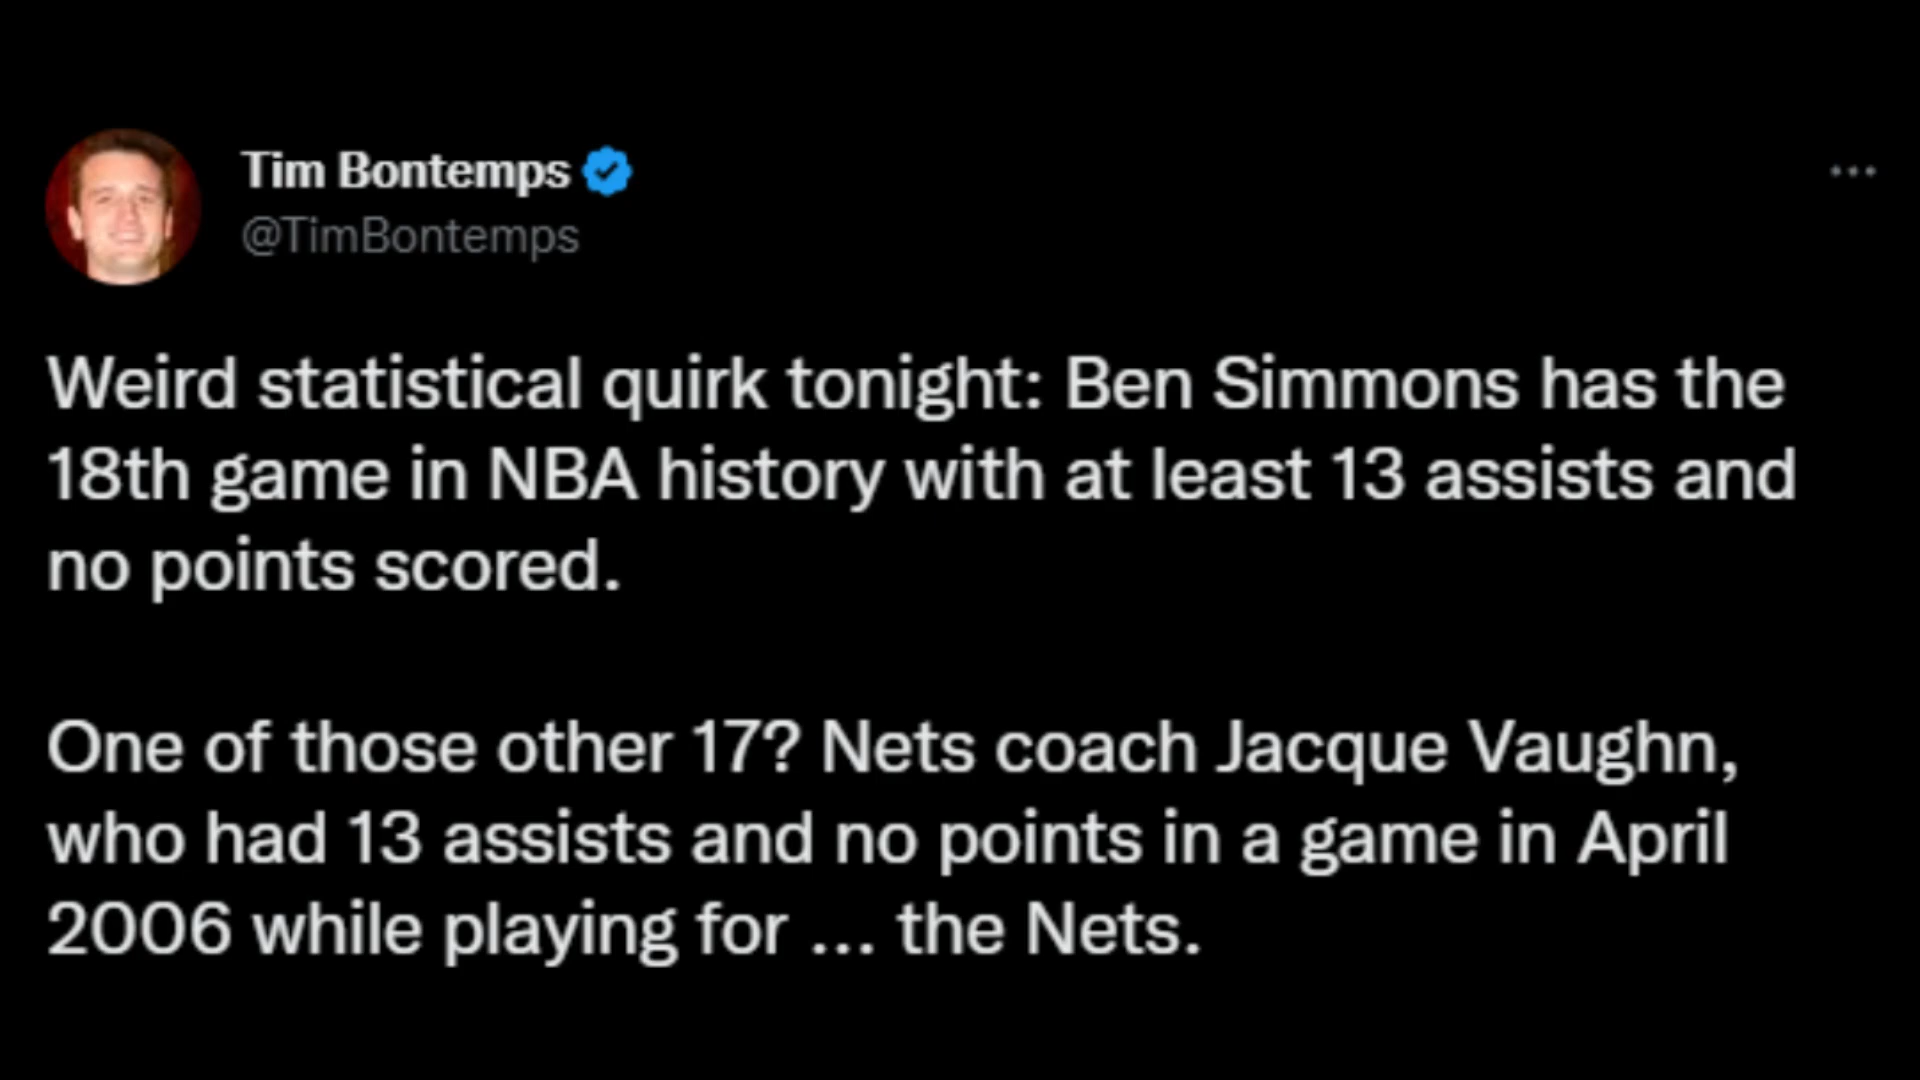 Tim Bontemps
@TimBontemps
Weird statistical quirk tonight: Ben Simmons has the
18th game in NBA history with at least 13 assists and
no points scored.
One of those other 17? Nets coach Jacque Vaughn,
who had 13 assists and no points in a game in April
2006 while playing for ... the Nets.